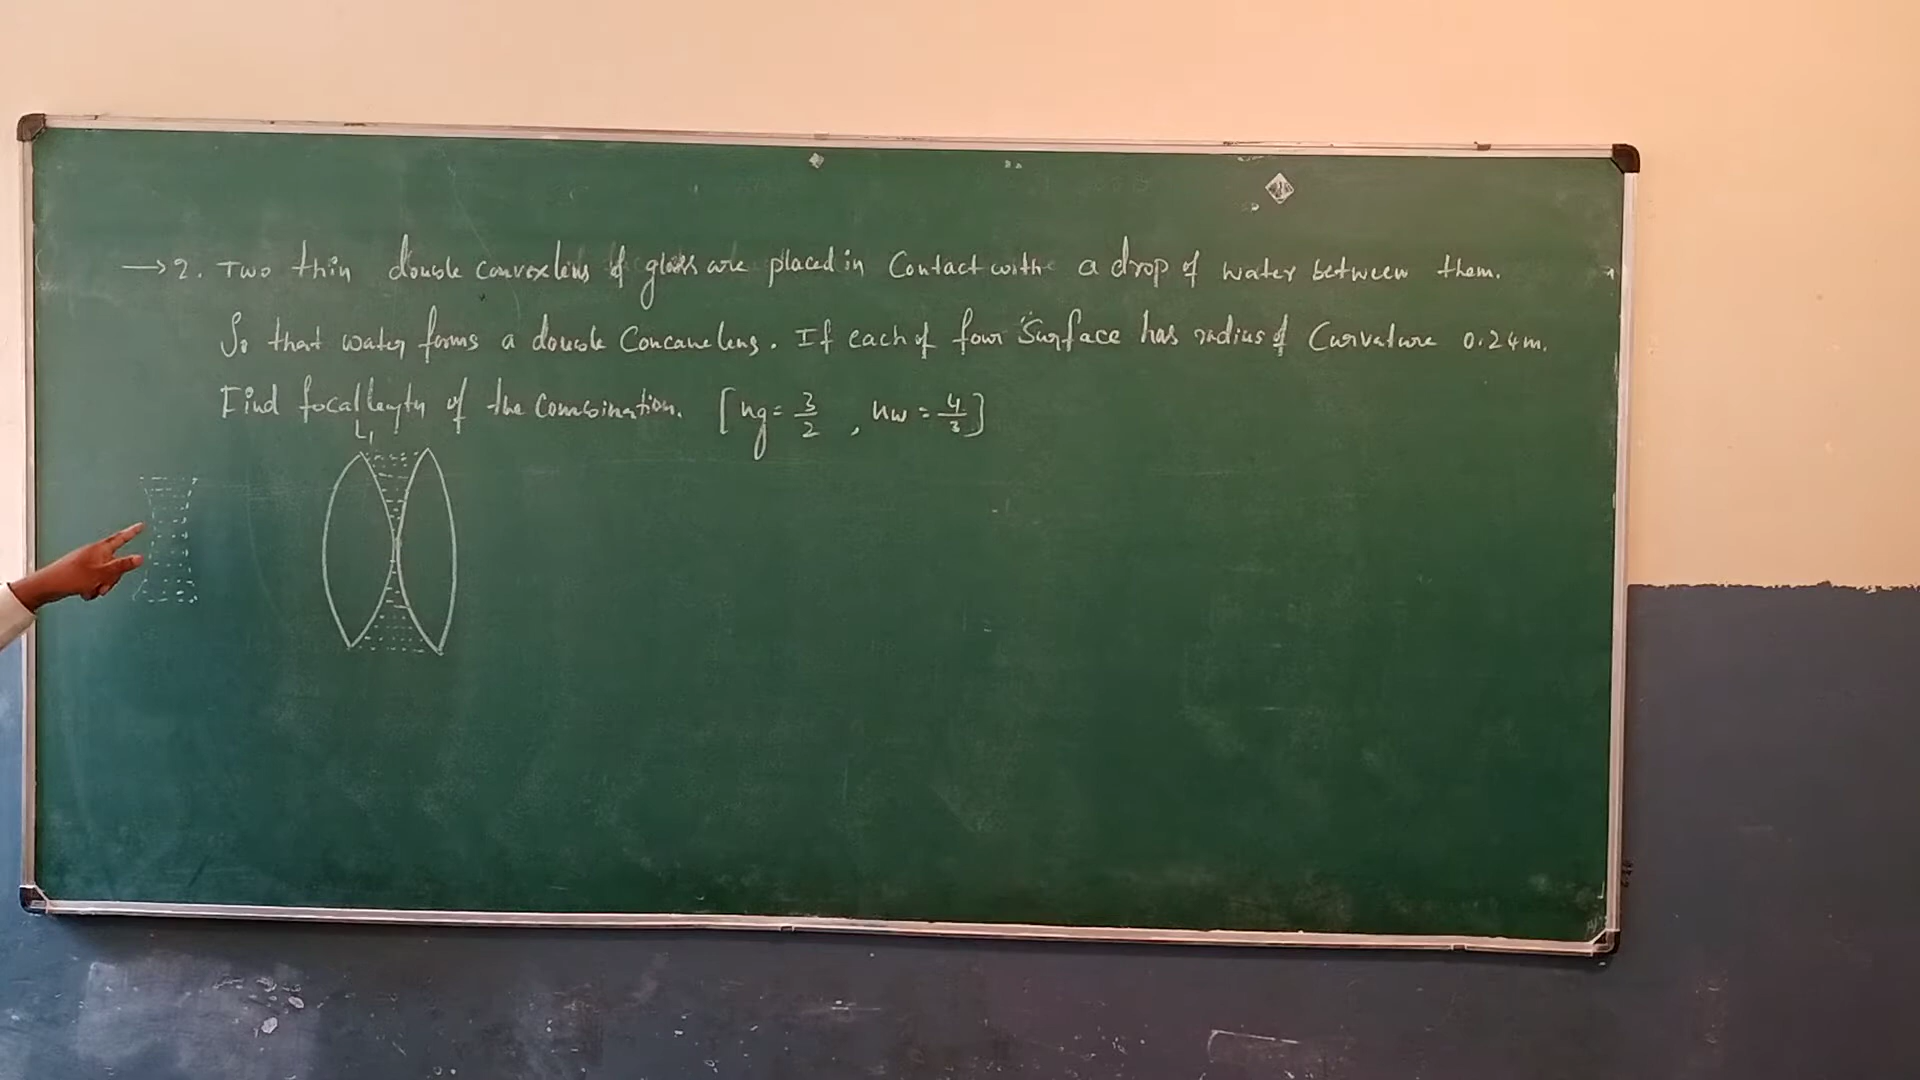 → 2. Two thin double convex lens of glass are placed in Contact with a drop of water between them.
So that water forms a double Concave lens. If each of four Surface has radius of Curvature 0.24m.
Find focal length of the Combination. [ng = 3/2 , nw = 4/3]
L₁